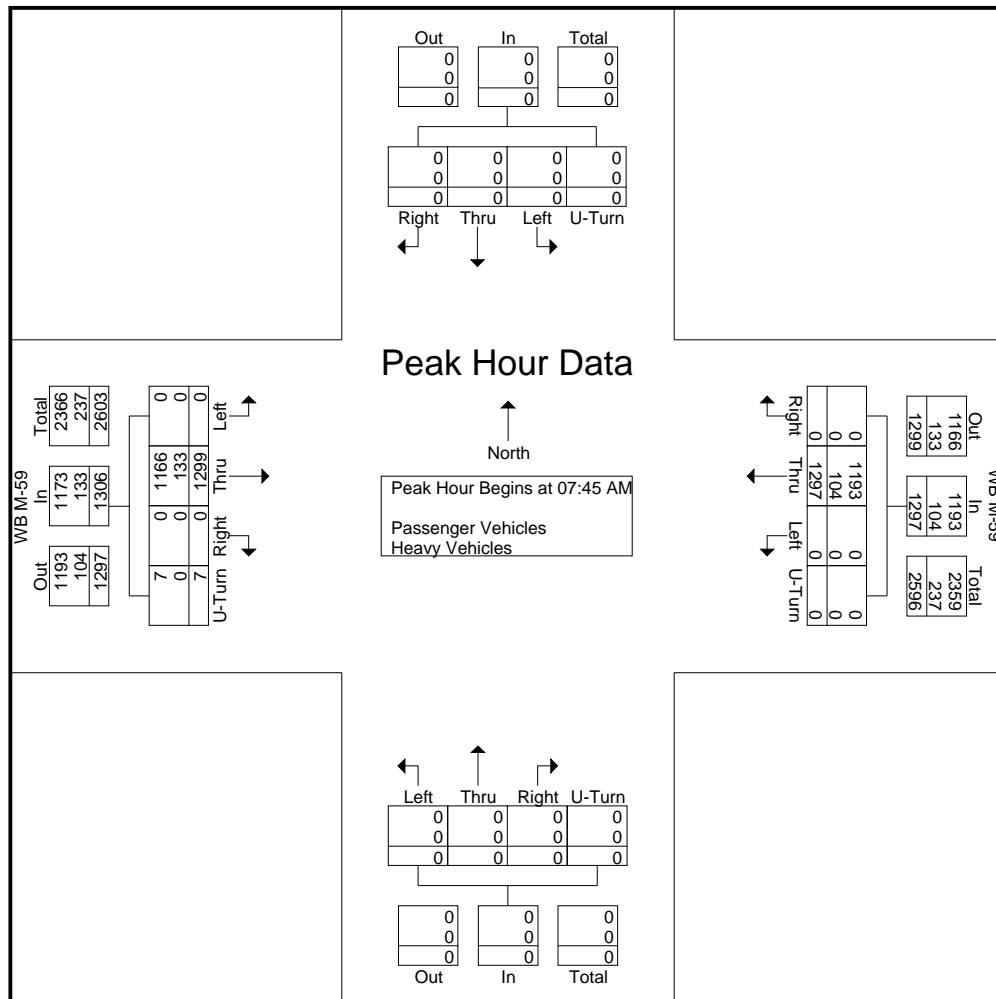 Out In Total
0 0 0
0 0 0
0 0 0
0 0 0 0
0 0 0 0
0 0 0 0
Right Thru Left U-Turn
Peak Hour Data
North
Peak Hour Begins at 07:45 AM
Passenger Vehicles
Heavy Vehicles
WB M-59
Total In Out
2366 1173 1193
237 133 104
2603 1306 1297
0 1166 0 7
0 133 0 0
0 1299 0 7
Left Thru Right U-Turn
Right Thru Left U-Turn
0 1193 0 0
0 104 0 0
0 1297 0 0
Out In Total
1166 1193 2359
133 104 237
1299 1297 2596
WB M-59
Left Thru Right U-Turn
0 0 0 0
0 0 0 0
0 0 0 0
0 0 0
0 0 0
0 0 0
Out In Total